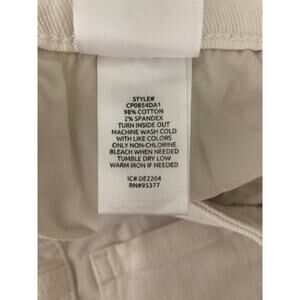 STYLE#
CP0854DA1
98% COTTON
2% SPANDEX
TURN INSIDE OUT
MACHINE WASH COLD
WITH LIKE COLORS
ONLY NON-CHLORINE
BLEACH WHEN NEEDED
TUMBLE DRY LOW
WARM IRON IF NEEDED
IC# DE2204
RN#95377